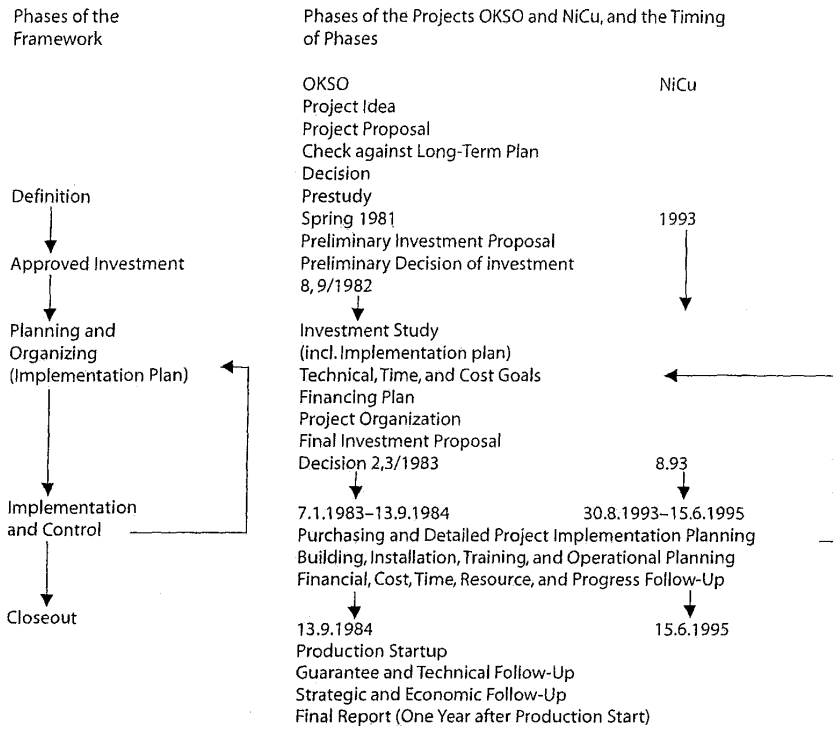 Phases of the
Framework
Phases of the Projects OKSO and NiCu, and the Timing
of Phases
OKSO
NiCu
Project Idea
Project Proposal
Check against Long-Term Plan
Decision
Definition
Prestudy
Spring 1981
1993
Preliminary Investment Proposal
Approved Investment
Preliminary Decision of investment
8, 9/1982
Planning and
Organizing
(Implementation Plan)
Investment Study
(incl. Implementation plan)
Technical, Time, and Cost Goals
Financing Plan
Project Organization
Final Investment Proposal
Decision 2,3/1983
8.93
Implementation
and Control
7.1.1983–13.9.1984
30.8.1993–15.6.1995
Purchasing and Detailed Project Implementation Planning
Building, Installation, Training, and Operational Planning
Financial, Cost, Time, Resource, and Progress Follow-Up
Closeout
13.9.1984
15.6.1995
Production Startup
Guarantee and Technical Follow-Up
Strategic and Economic Follow-Up
Final Report (One Year after Production Start)